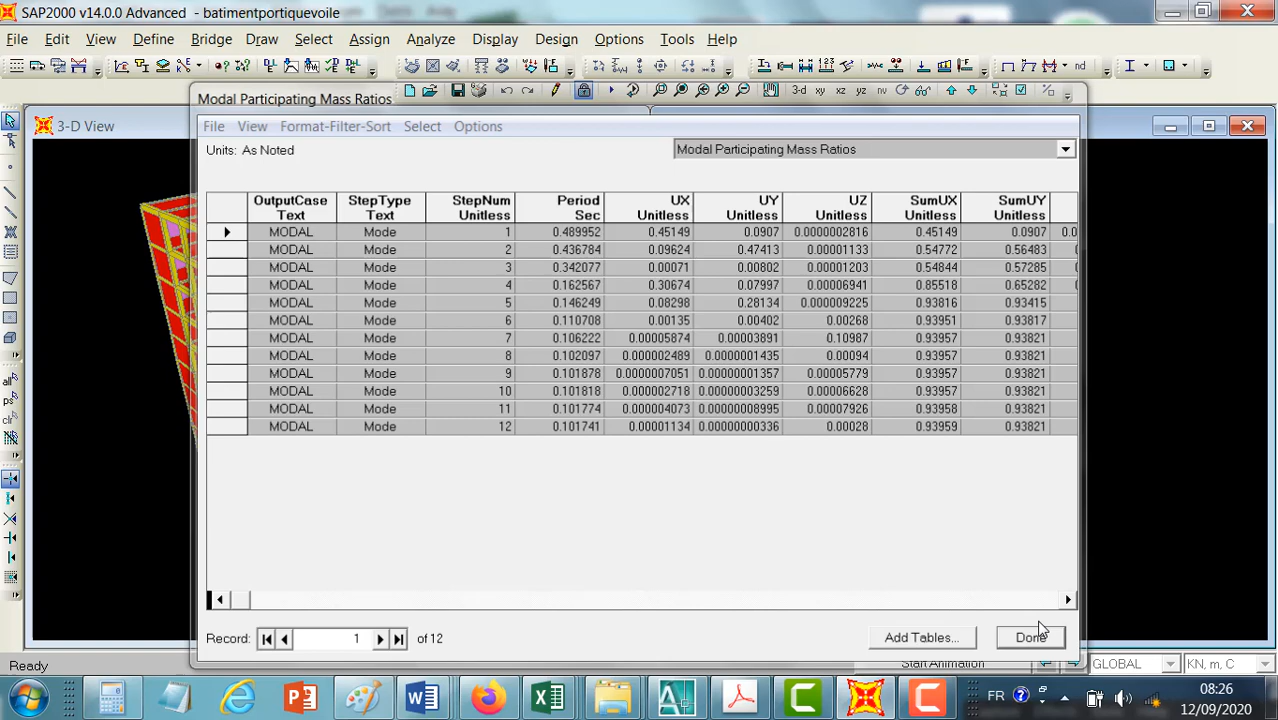 SAP2000 v14.0.0 Advanced - batimentportiquevoile
File Edit View Define Bridge Draw Select Assign Analyze Display Design Options Tools Help
nd
Modal Participating Mass Ratios
3-d xy xz yz
3-D View
File View Format-Filter-Sort Select Options
Units: As Noted
Modal Participating Mass Ratios
OutputCase StepType StepNum Period UX UY UZ SumUX SumUY
Text Text Unitless Sec Unitless Unitless Unitless Unitless Unitless
MODAL Mode 1 0.489952 0.45149 0.0907 0.0000002816 0.45149 0.0907 0.0
MODAL Mode 2 0.436784 0.09624 0.47413 0.00001133 0.54772 0.56483
MODAL Mode 3 0.342077 0.00071 0.00802 0.00001203 0.54844 0.57285
MODAL Mode 4 0.162567 0.30674 0.07997 0.00006941 0.85518 0.65282
MODAL Mode 5 0.146249 0.08298 0.28134 0.000009225 0.93816 0.93415
MODAL Mode 6 0.110708 0.00135 0.00402 0.00268 0.93951 0.93817
MODAL Mode 7 0.106222 0.00005874 0.00003891 0.10987 0.93957 0.93821
MODAL Mode 8 0.102097 0.000002489 0.0000001435 0.00094 0.93957 0.93821
MODAL Mode 9 0.101878 0.0000007051 0.0000001357 0.00005779 0.93957 0.93821
MODAL Mode 10 0.101818 0.000002718 0.00000003259 0.00006628 0.93957 0.93821
MODAL Mode 11 0.101774 0.000004073 0.00000008995 0.00007926 0.93958 0.93821
MODAL Mode 12 0.101741 0.00001134 0.00000000336 0.00028 0.93959 0.93821
all
ps
clr
Record: 1 of 12
Add Tables...
Done
Ready
Start Animation
GLOBAL
KN, m, C
FR
08:26
12/09/2020